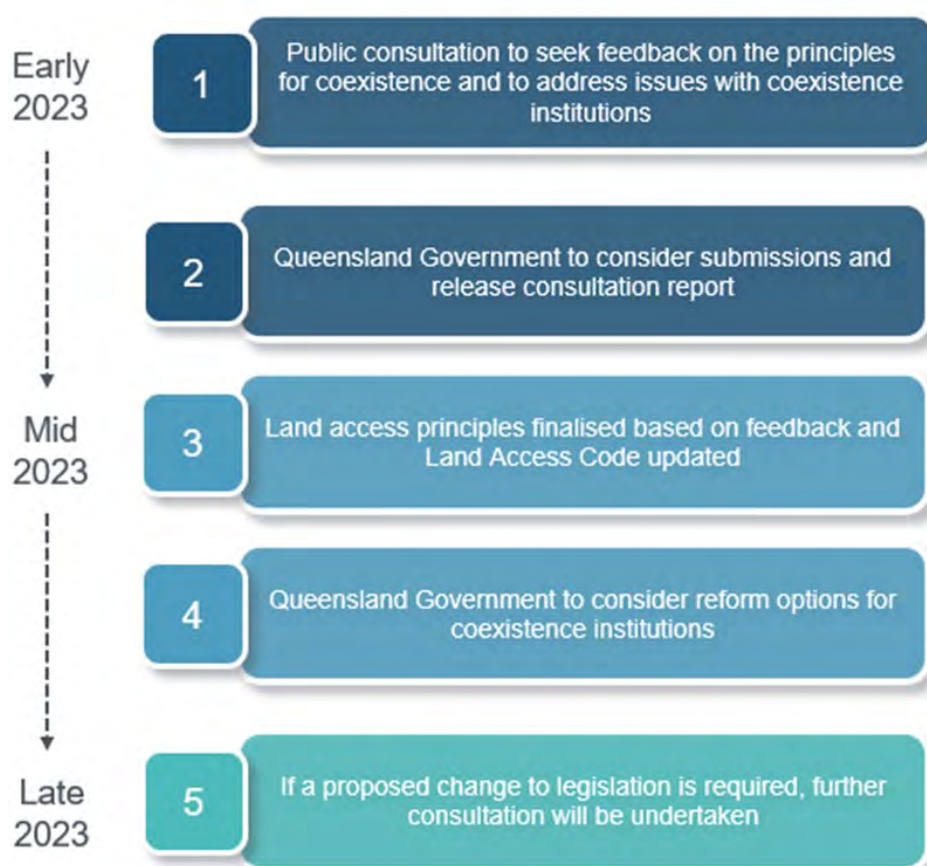 Early
2023
1
Public consultation to seek feedback on the principles
for coexistence and to address issues with coexistence
institutions
2
Queensland Government to consider submissions and
release consultation report
Mid
2023
3
Land access principles finalised based on feedback and
Land Access Code updated
4
Queensland Government to consider reform options for
coexistence institutions
Late
2023
5
If a proposed change to legislation is required, further
consultation will be undertaken